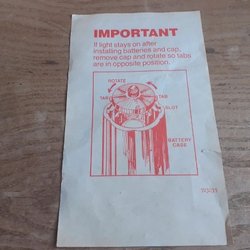 IMPORTANT
If light stays on after
installing batteries and cap,
remove cap and rotate so tabs
are in opposite position.
ROTATE
TAB
TAB
SLOT
BATTERY
CASE